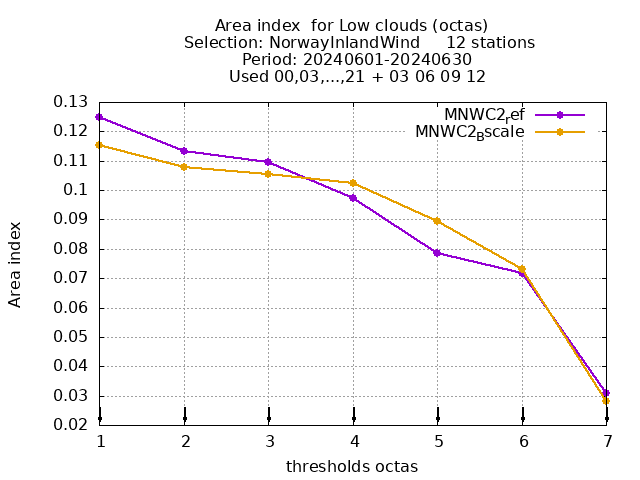 Area index  for Low clouds (octas)
Selection: NorwayInlandWind     12 stations
Period: 20240601-20240630
Used 00,03,...,21 + 03 06 09 12
MNWC2ref
MNWC2Bscale
0.13
0.12
0.11
0.1
0.09
0.08
0.07
0.06
0.05
0.04
0.03
0.02
Area index
1 2 3 4 5 6 7
thresholds octas